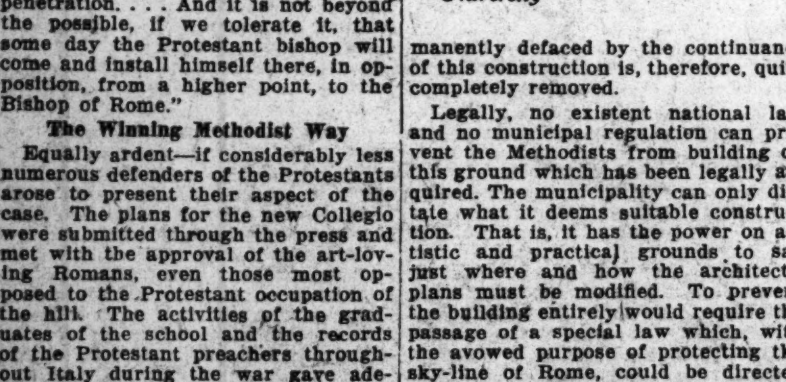 penetration. . . . And it is not beyond
the possible, if we tolerate it, that
some day the Protestant bishop will
come and install himself there, in op-
position, from a higher point, to the
Bishop of Rome."
The Winning Methodist Way
Equally ardent—if considerably less
numerous defenders of the Protestants
arose to present their aspect of the
case. The plans for the new Collegio
were submitted through the press and
met with the approval of the art-lov-
ing Romans, even those most op-
posed to the Protestant occupation of
the hill. The activities of the grad-
uates of the school and the records
of the Protestant preachers through-
out Italy during the war gave ade-
manently defaced by the continuan
of this construction is, therefore, qui
completely removed.
Legally, no existent national la
and no municipal regulation can pr
vent the Methodists from building o
this ground which has been legally a
quired. The municipality can only di
tate what it deems suitable constru
tion. That is, it has the power on a
tistic and practical grounds to sa
just where and how the architect
plans must be modified. To preve
the building entirely would require th
passage of a special law which, wit
the avowed purpose of protecting th
sky-line of Rome, could be directe